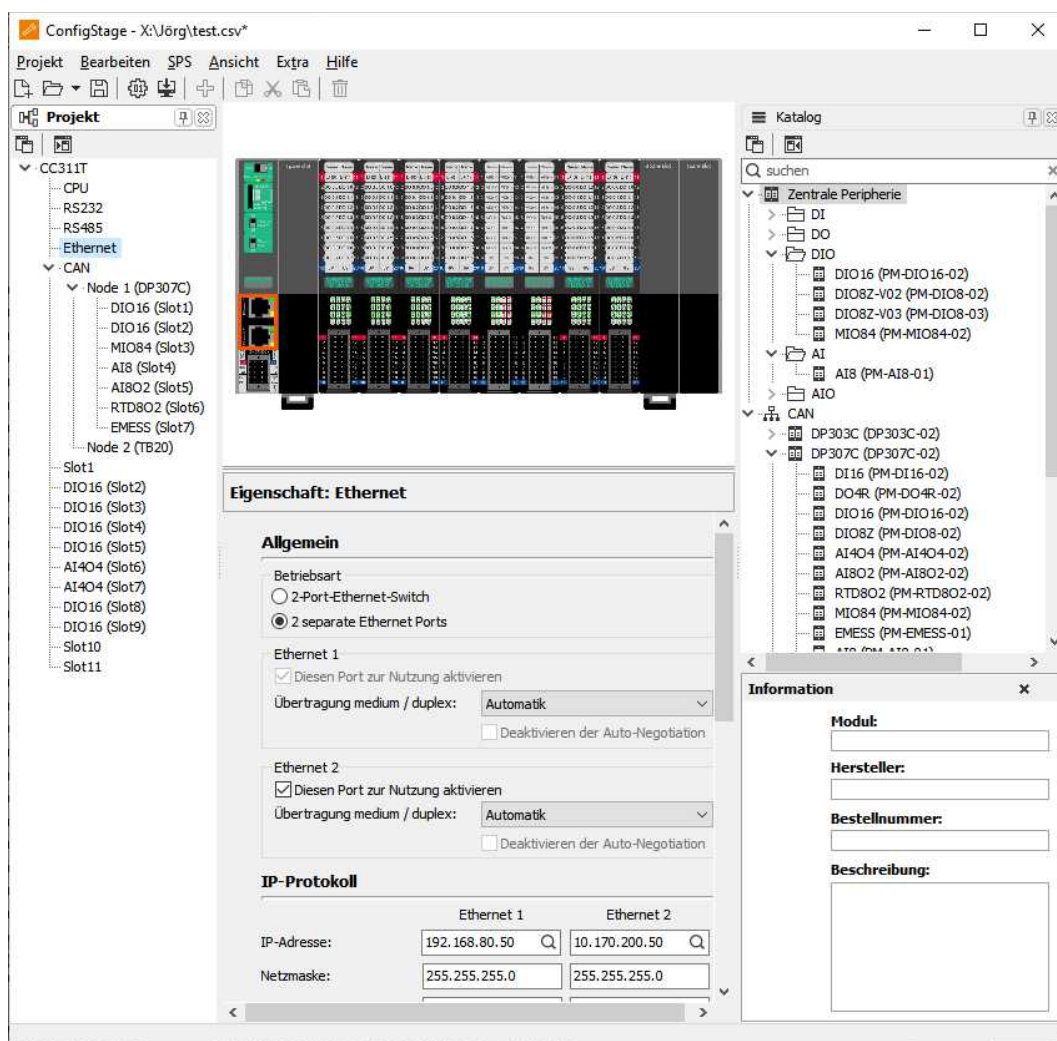 ConfigStage - X:\Jörg\test.csv*
Projekt Bearbeiten SPS Ansicht Extra Hilfe
Projekt
CC311T
CPU
RS232
RS485
Ethernet
CAN
Node 1 (DP307C)
DIO16 (Slot1)
DIO16 (Slot2)
MIO84 (Slot3)
AI8 (Slot4)
AI8O2 (Slot5)
RTD8O2 (Slot6)
EMESS (Slot7)
Node 2 (TB20)
Slot1
DIO16 (Slot2)
DIO16 (Slot3)
DIO16 (Slot4)
DIO16 (Slot5)
AI4O4 (Slot6)
AI4O4 (Slot7)
DIO16 (Slot8)
DIO16 (Slot9)
Slot10
Slot11
Eigenschaft: Ethernet
Allgemein
Betriebsart
2-Port-Ethernet-Switch
2 separate Ethernet Ports
Ethernet 1
Diesen Port zur Nutzung aktivieren
Übertragung medium / duplex: Automatik
Deaktivieren der Auto-Negotiation
Ethernet 2
Diesen Port zur Nutzung aktivieren
Übertragung medium / duplex: Automatik
Deaktivieren der Auto-Negotiation
IP-Protokoll
Ethernet 1 Ethernet 2
IP-Adresse: 192.168.80.50 10.170.200.50
Netzmaske: 255.255.255.0 255.255.255.0
Katalog
suchen
Zentrale Peripherie
DI
DO
DIO
DIO16 (PM-DIO16-02)
DIO8Z-V02 (PM-DIO8-02)
DIO8Z-V03 (PM-DIO8-03)
MIO84 (PM-MIO84-02)
AI
AI8 (PM-AI8-01)
AIO
CAN
DP303C (DP303C-02)
DP307C (DP307C-02)
DI16 (PM-DI16-02)
DO4R (PM-DO4R-02)
DIO16 (PM-DIO16-02)
DIO8Z (PM-DIO8-02)
AI4O4 (PM-AI4O4-02)
AI8O2 (PM-AI8O2-02)
RTD8O2 (PM-RTD8O2-02)
MIO84 (PM-MIO84-02)
EMESS (PM-EMESS-01)
AI8 (PM-AI8-01)
Information
Modul:
Hersteller:
Bestellnummer:
Beschreibung: